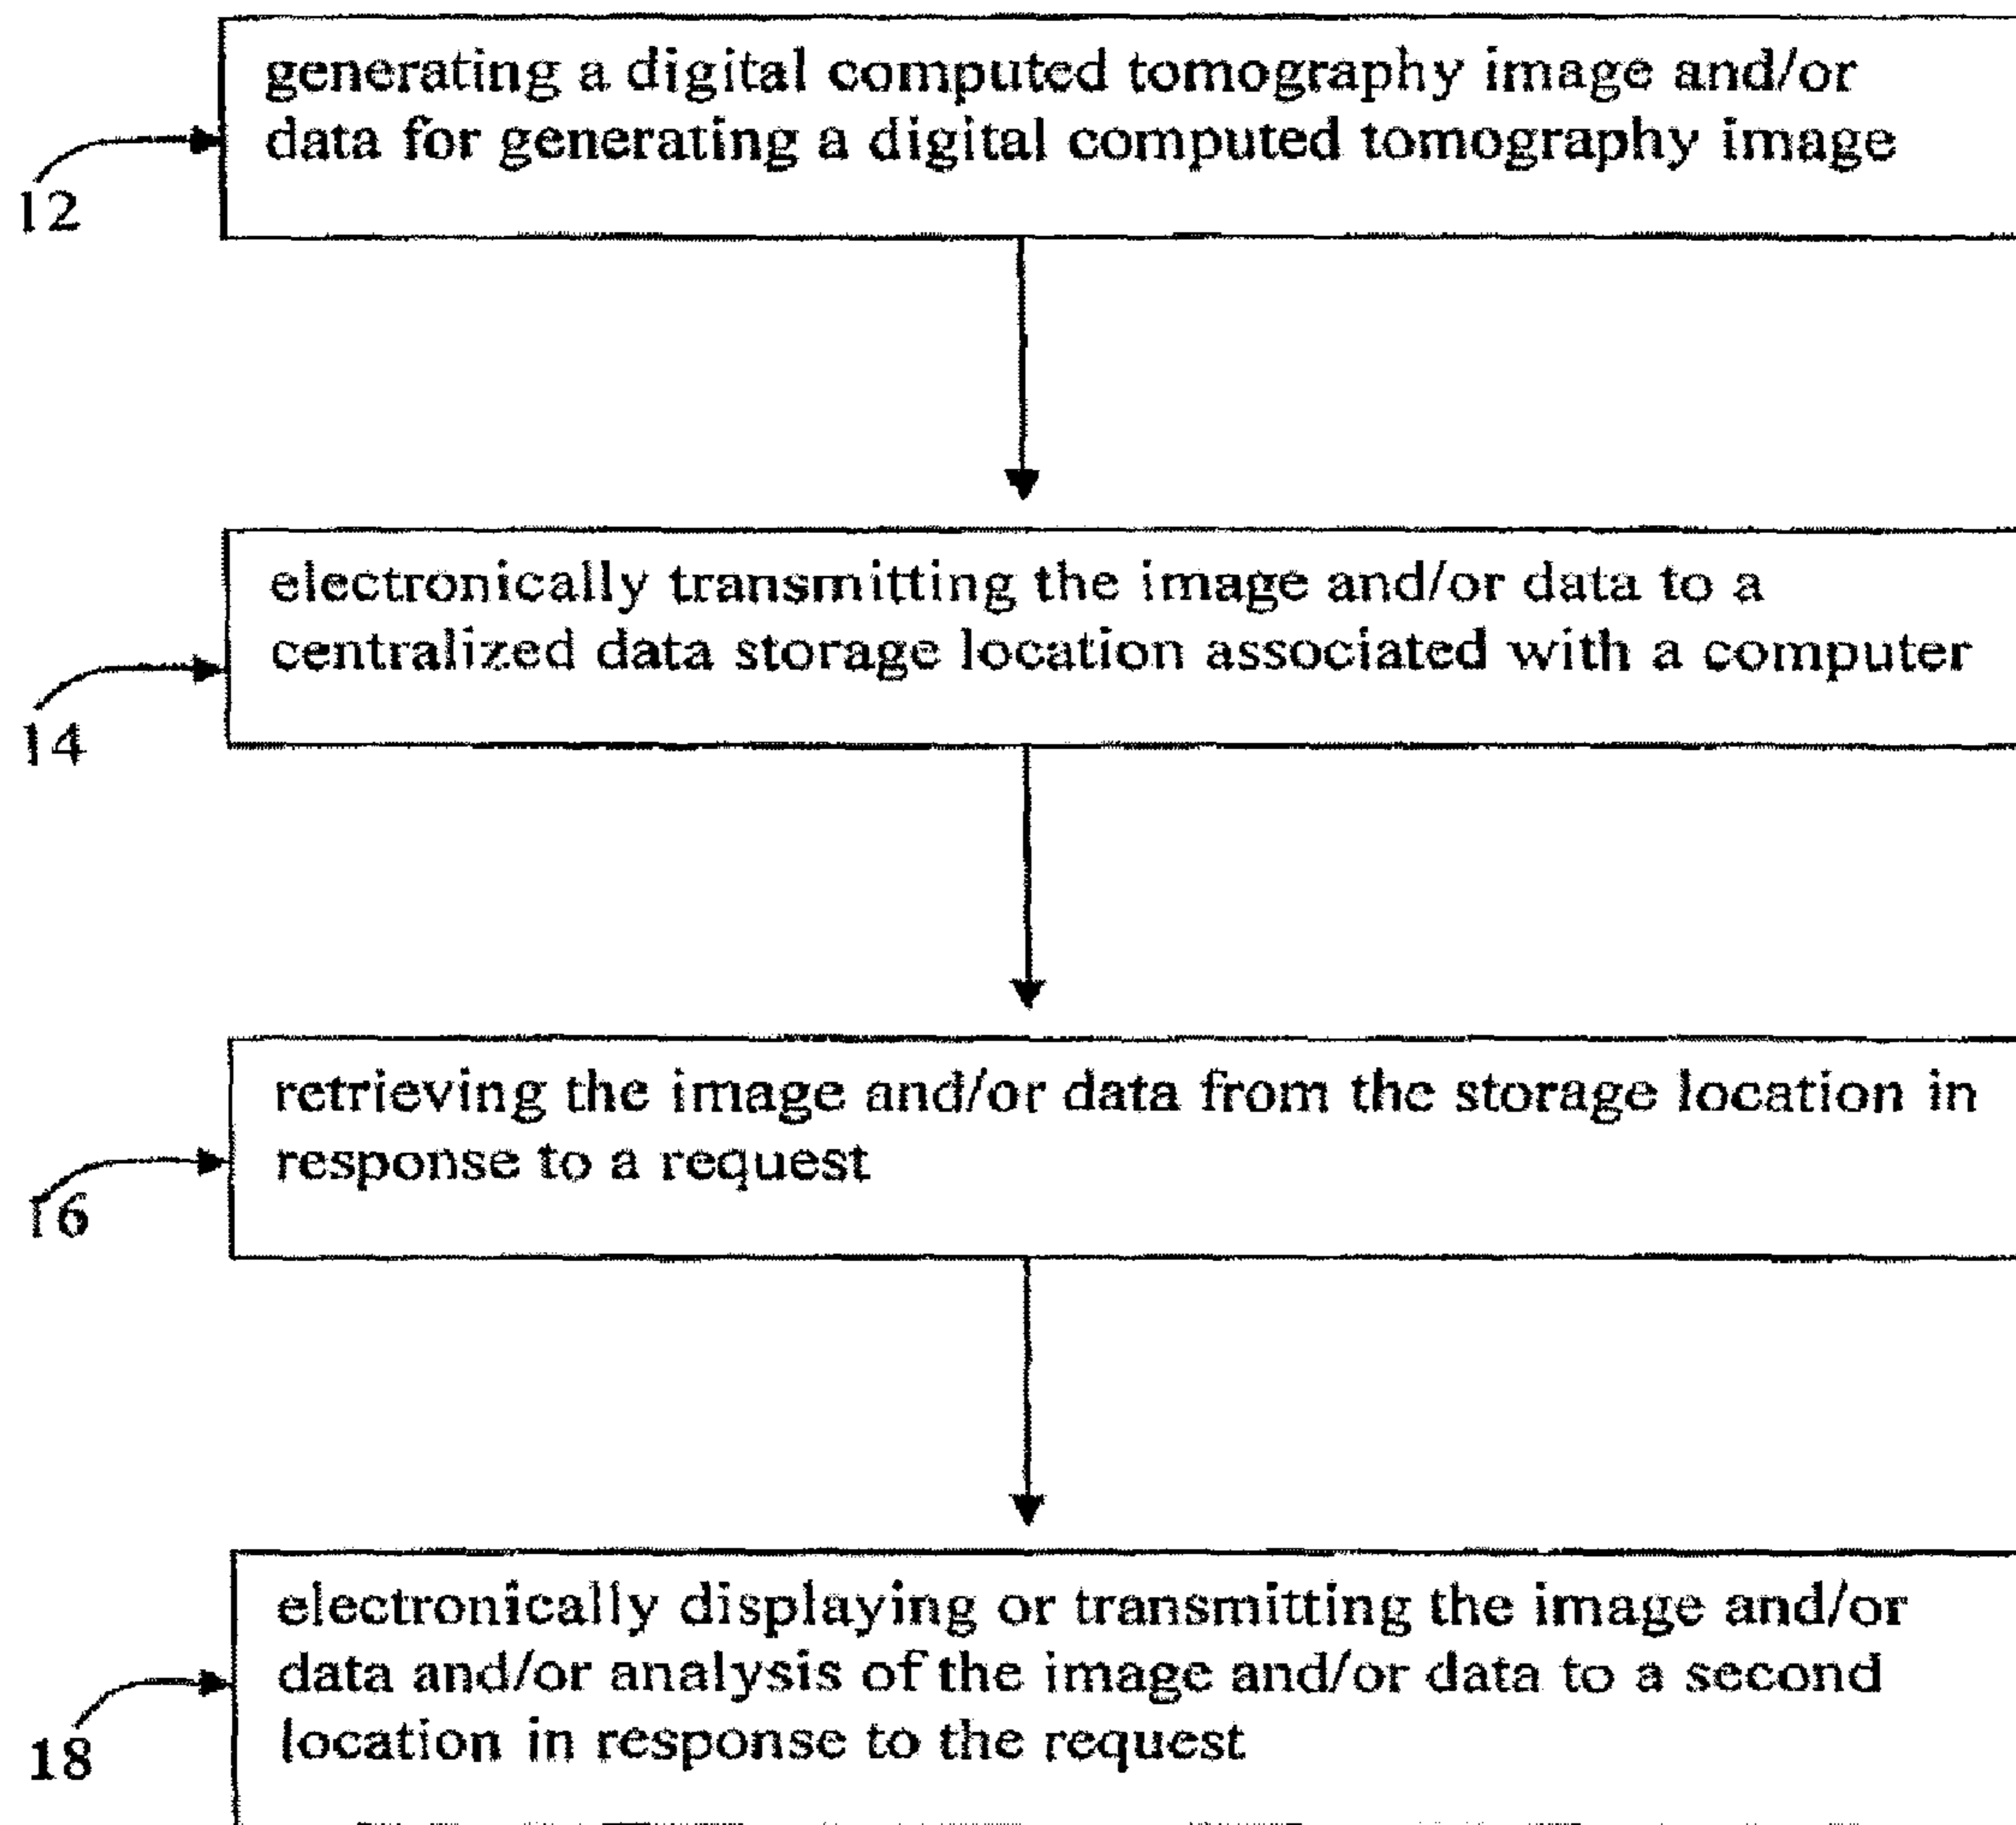 generating a digital computed tomography image and/or
data for generating a digital computed tomography image
12
electronically transmitting the image and/or data to a
centralized data storage location associated with a computer
14
retrieving the image and/or data from the storage location in
response to a request
16
electronically displaying or transmitting the image and/or
data and/or analysis of the image and/or data to a second
location in response to the request
18